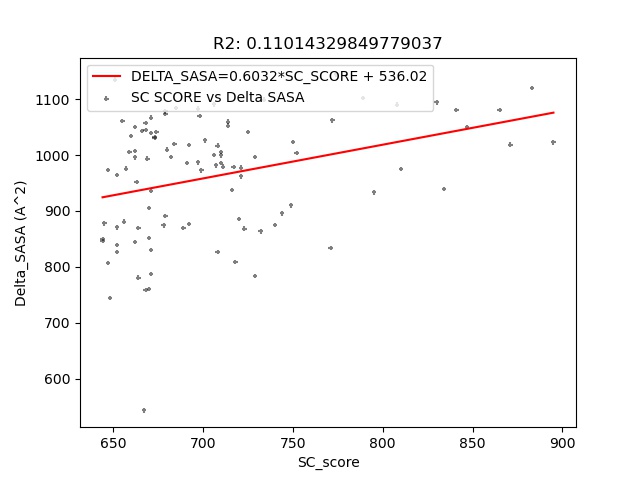 R2: 0.11014329849779037
DELTA_SASA=0.6032*SC_SCORE + 536.02
SC SCORE vs Delta SASA
Delta_SASA (A^2)
1100
1000
900
800
700
600
650 700 750 800 850 900
SC_score